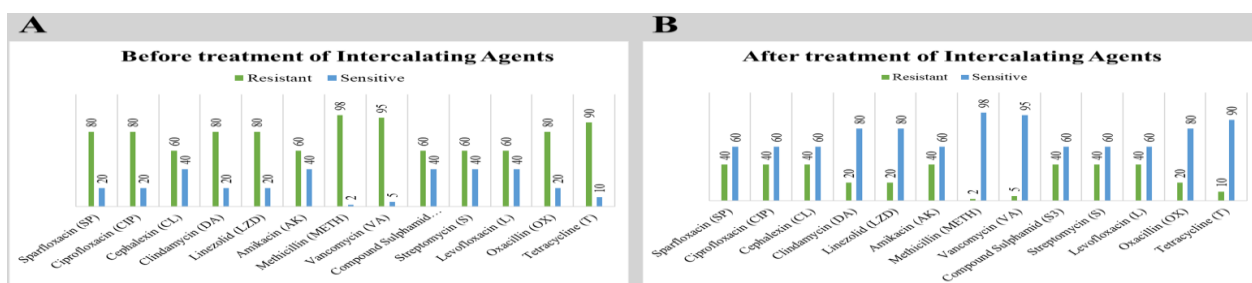 A
Before treatment of Intercalating Agents
Resistant Sensitive
80 20 80 20 60 40 80 20 80 20 60 40 98 2 95 5 60 40 60 40 60 40 80 20 90 10
Sparfloxacin (SP)
Ciprofloxacin (CIP)
Cephalexin (CL)
Clindamycin (DA)
Linezolid (LZD)
Amikacin (AK)
Methicillin (METH)
Vancomycin (VA)
Compound Sulphamid...
Streptomycin (S)
Levofloxacin (L)
Oxacillin (OX)
Tetracycline (T)
B
After treatment of Intercalating Agents
Resistant Sensitive
40 60 40 60 40 60 20 80 20 80 40 60 2 98 5 95 40 60 40 60 40 60 20 80 10 90
Sparfloxacin (SP)
Ciprofloxacin (CIP)
Cephalexin (CL)
Clindamycin (DA)
Linezolid (LZD)
Amikacin (AK)
Methicillin (METH)
Vancomycin (VA)
Compound Sulphamid (S3)
Streptomycin (S)
Levofloxacin (L)
Oxacillin (OX)
Tetracycline (T)